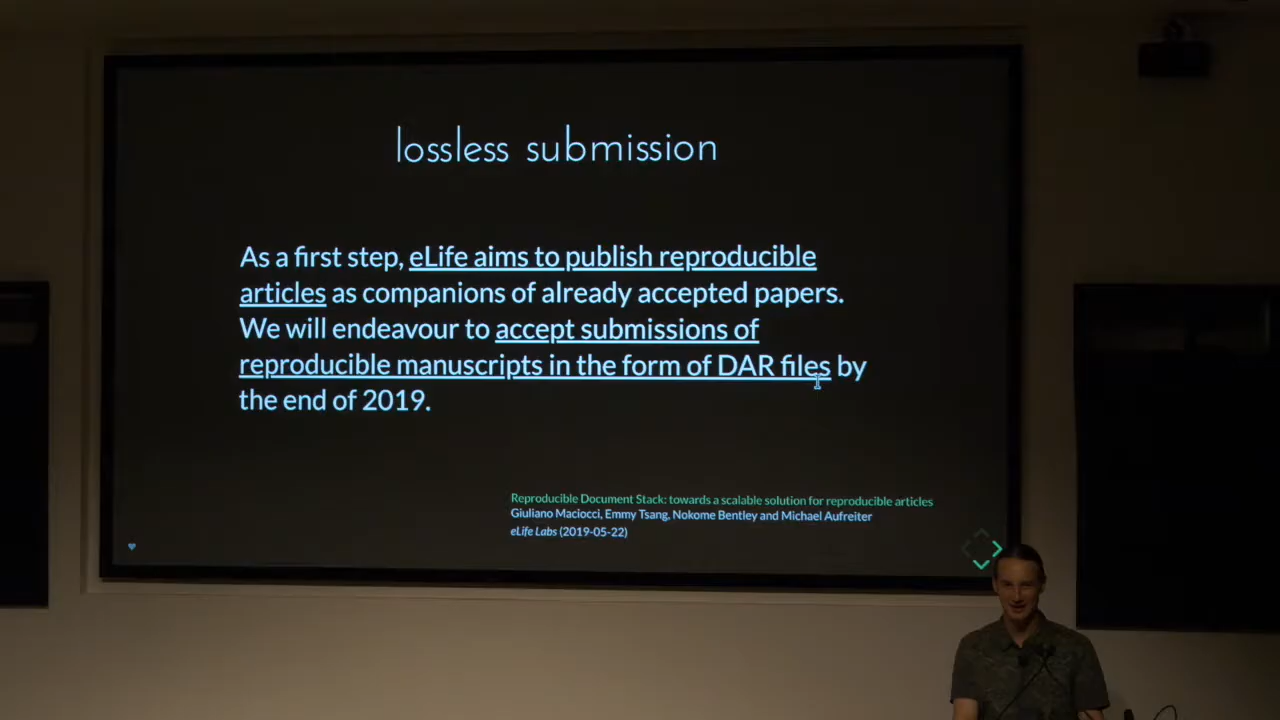 lossless submission
As a first step, eLife aims to publish reproducible
articles as companions of already accepted papers.
We will endeavour to accept submissions of
reproducible manuscripts in the form of DAR files by
the end of 2019.
Reproducible Document Stack: towards a scalable solution for reproducible articles
Giuliano Maciocci, Emmy Tsang, Nokome Bentley and Michael Aufreiter
eLife Labs (2019-05-22)